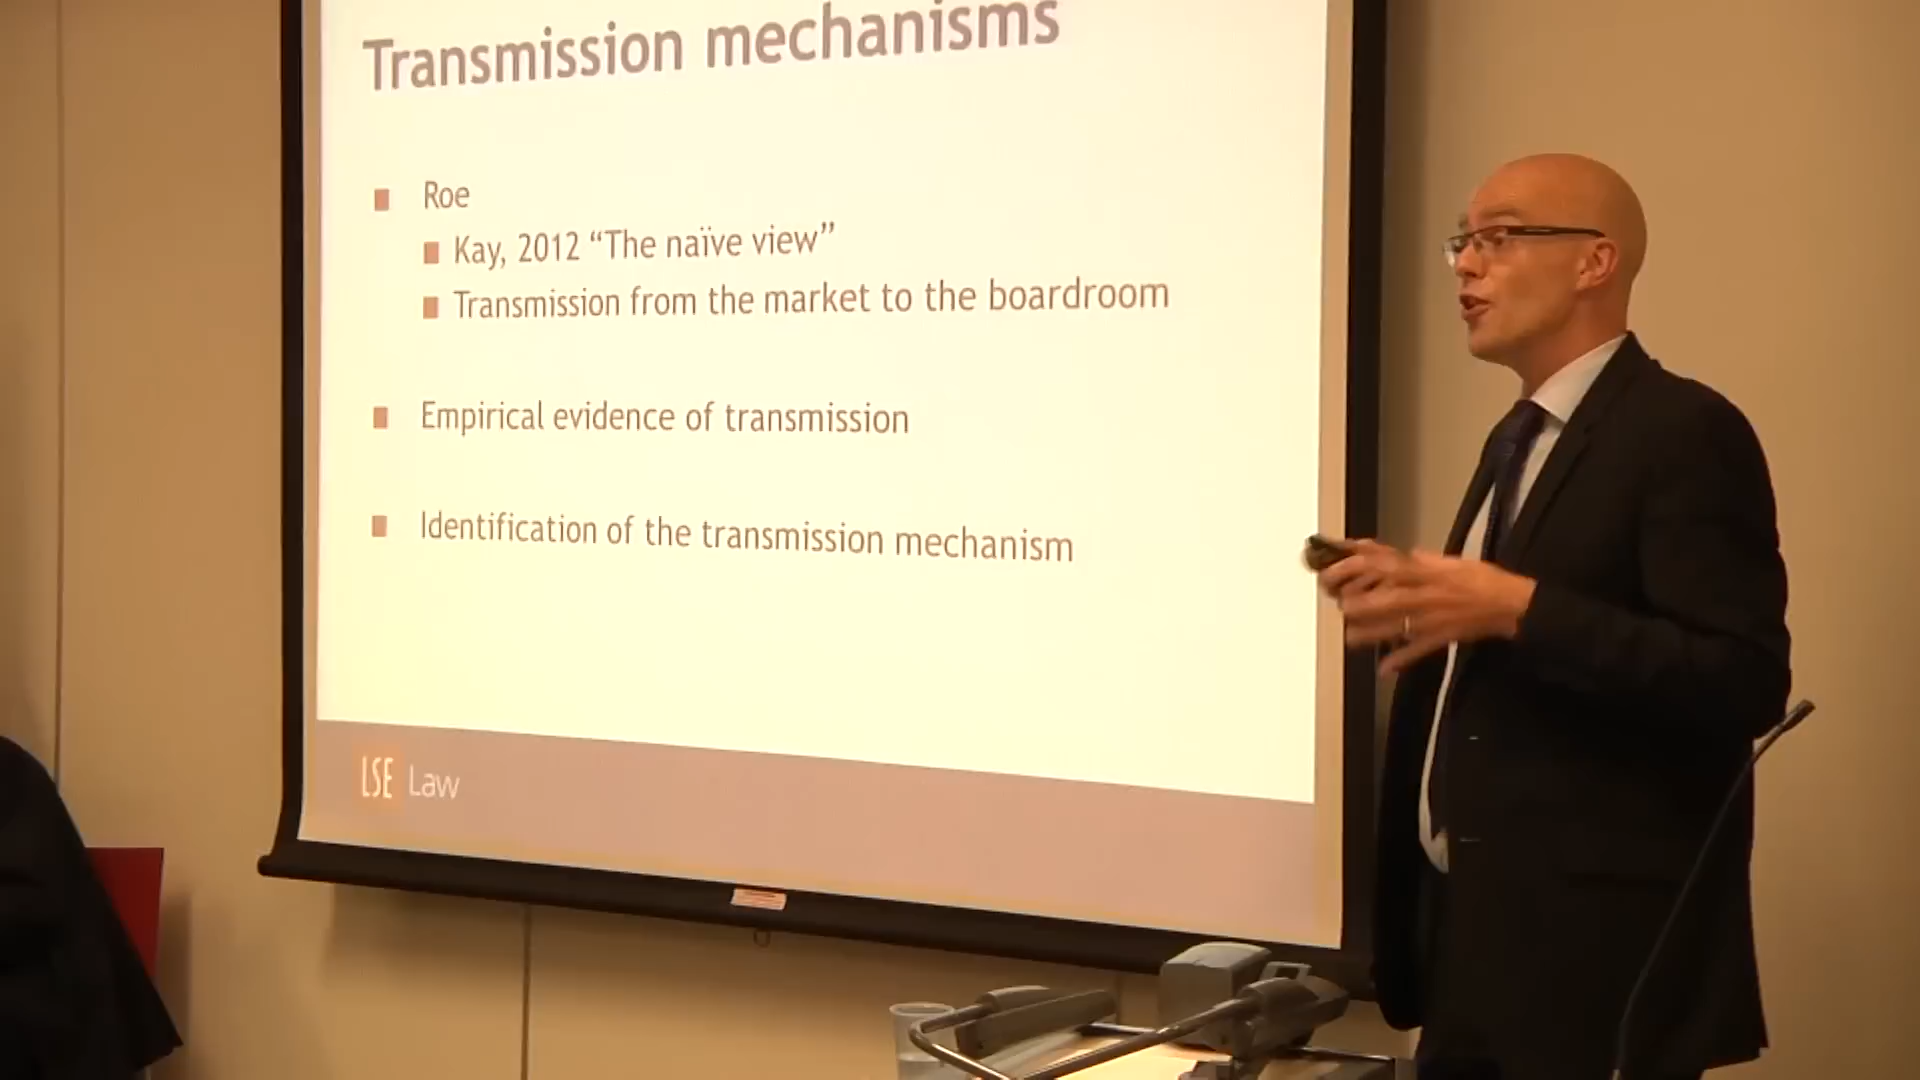 Transmission mechanisms
Roe
Kay, 2012 “The naïve view”
Transmission from the market to the boardroom
Empirical evidence of transmission
Identification of the transmission mechanism
LSE Law